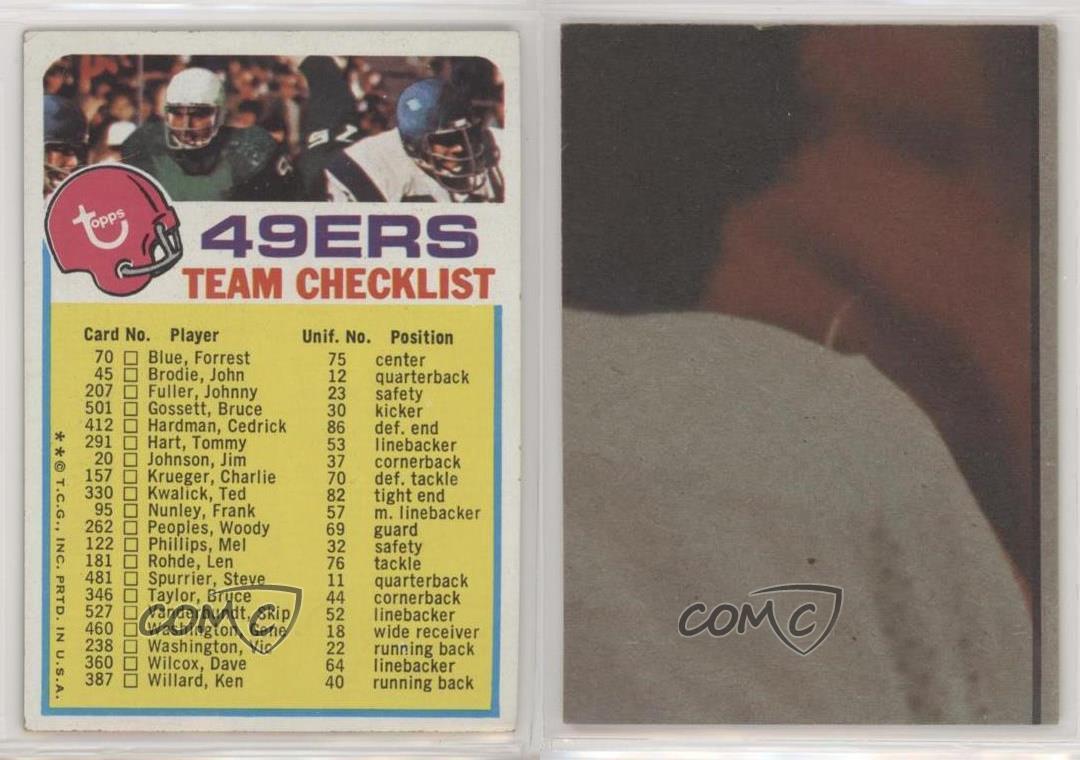 92
topps
49ERS
TEAM CHECKLIST
Card No. Player Unif. No. Position
70 Blue, Forrest 75 center
45 Brodie, John 12 quarterback
207 Fuller, Johnny 23 safety
501 Gossett, Bruce 30 kicker
412 Hardman, Cedrick 86 def. end
291 Hart, Tommy 53 linebacker
20 Johnson, Jim 37 cornerback
157 Krueger, Charlie 70 def. tackle
330 Kwalick, Ted 82 tight end
95 Nunley, Frank 57 m. linebacker
262 Peoples, Woody 69 guard
122 Phillips, Mel 32 safety
181 Rohde, Len 76 tackle
481 Spurrier, Steve 11 quarterback
346 Taylor, Bruce 44 cornerback
527 Vanderbundt, Skip 52 linebacker
460 Washington, Gene 18 wide receiver
238 Washington, Vic 22 running back
360 Wilcox, Dave 64 linebacker
387 Willard, Ken 40 running back
**© T.C.G., INC. PRTD. IN U.S.A.
COMC
COMC